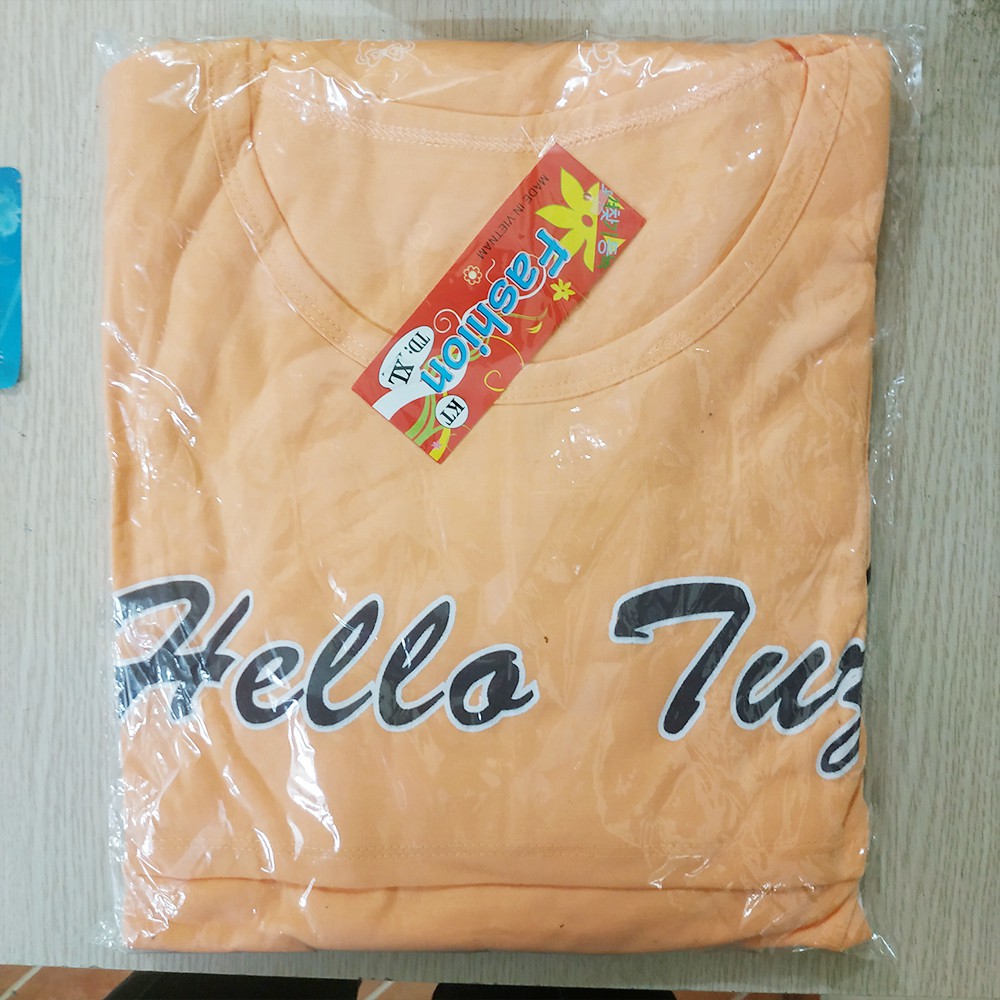 MADE IN VIETNAM
Fashion
TD: XL
KT
Hello Tuz